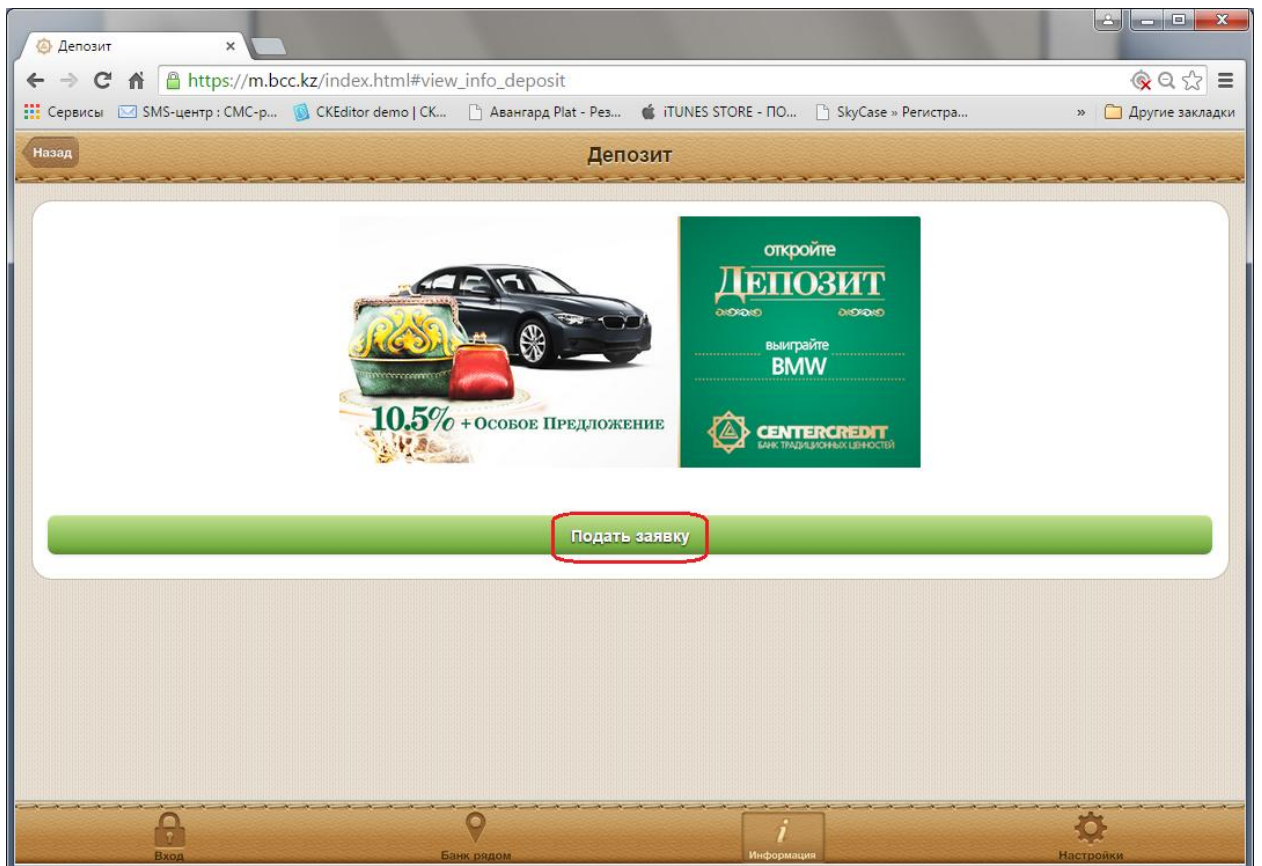 Депозит
https://m.bcc.kz/index.html#view_info_deposit
Сервисы SMS-центр : СМС-р... CKEditor demo | CK... Авангард Plat - Рез... iTUNES STORE - ПО... SkyCase » Регистра... » Другие закладки
Назад
Депозит
откройте
ДЕПОЗИТ
выиграйте
BMW
10.5% + ОСОБОЕ ПРЕДЛОЖЕНИЕ
CENTERCREDIT
БАНК ТРАДИЦИОННЫХ ЦЕННОСТЕЙ
Подать заявку
Вход
Банк рядом
Информация
Настройки